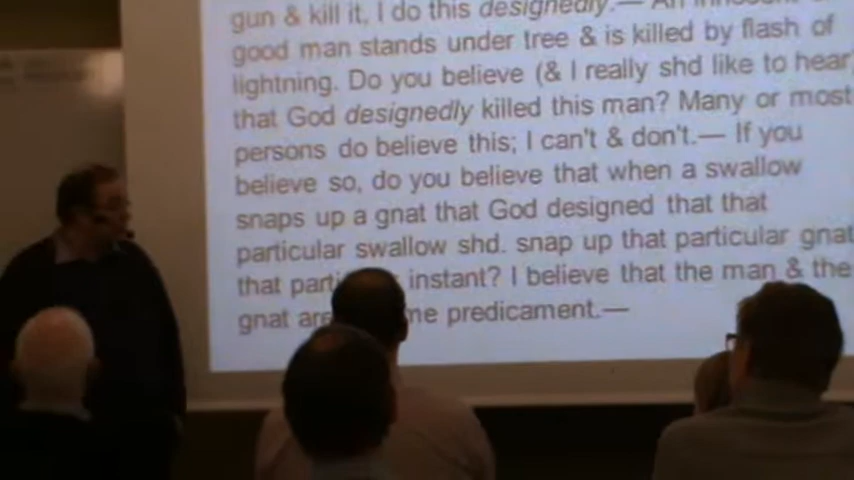 gun & kill it, I do this designedly.— An innocent &
good man stands under tree & is killed by flash of
lightning. Do you believe (& I really shd like to hear)
that God designedly killed this man? Many or most
persons do believe this; I can't & don't.— If you
believe so, do you believe that when a swallow
snaps up a gnat that God designed that that
particular swallow shd. snap up that particular gnat
that parti instant? I believe that the man & the
gnat are me predicament.—